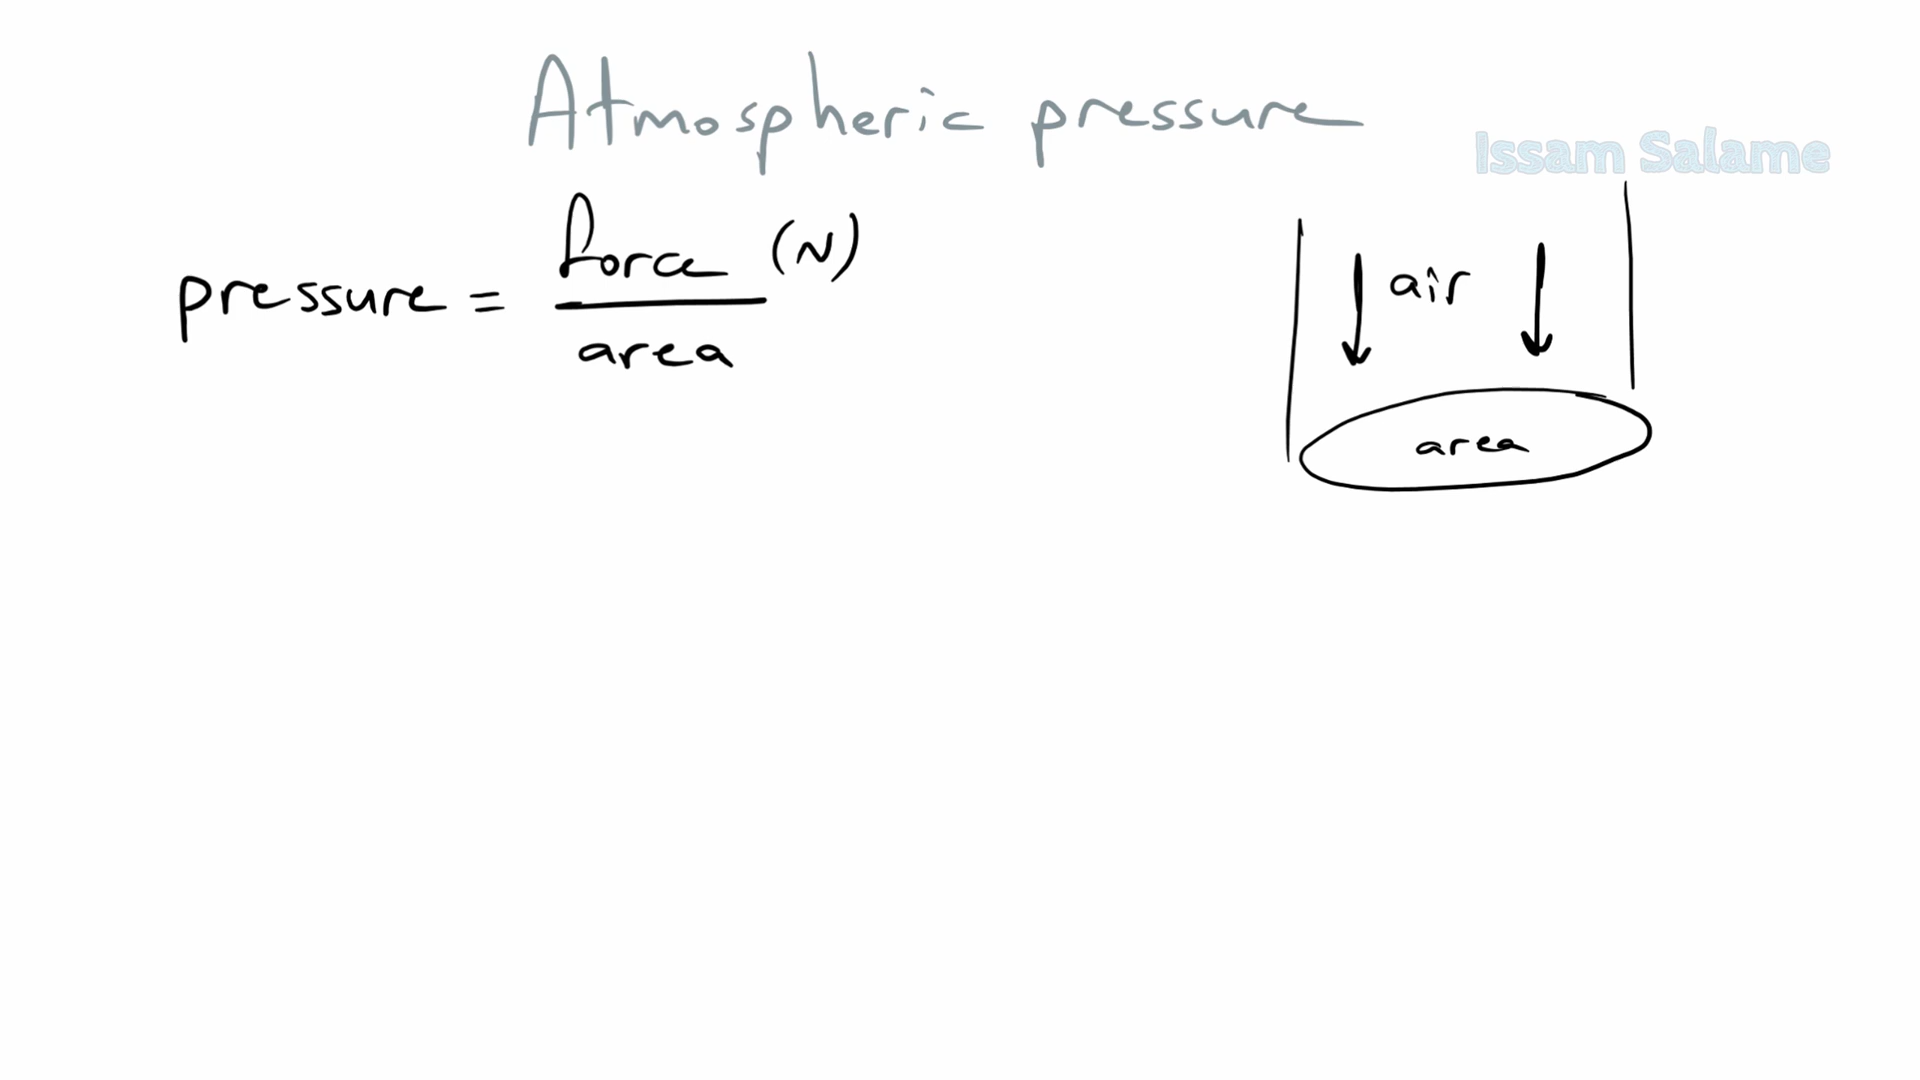 Atmospheric pressure
Issam Salame
pressure = force (N)
area
air
area